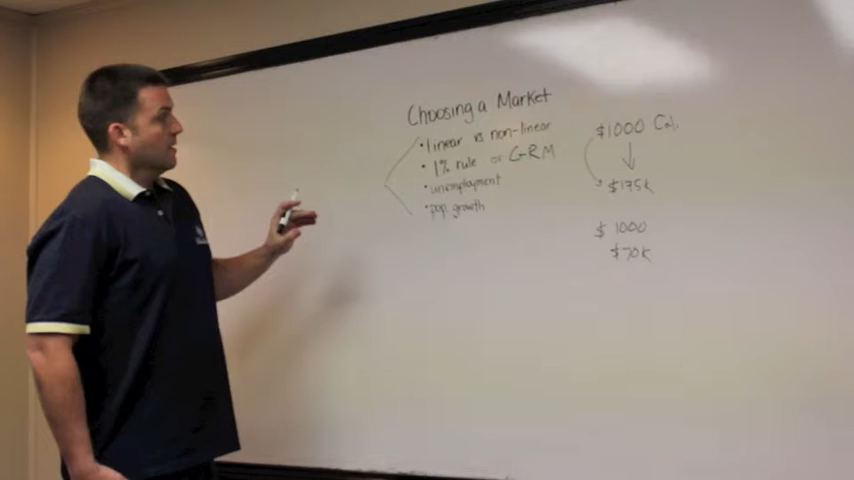 Choosing a Market
• linear vs non-linear
• 1% rule or GRM
• unemployment
• pop. growth
$1000 Cal.
$175k
$1000
$70k